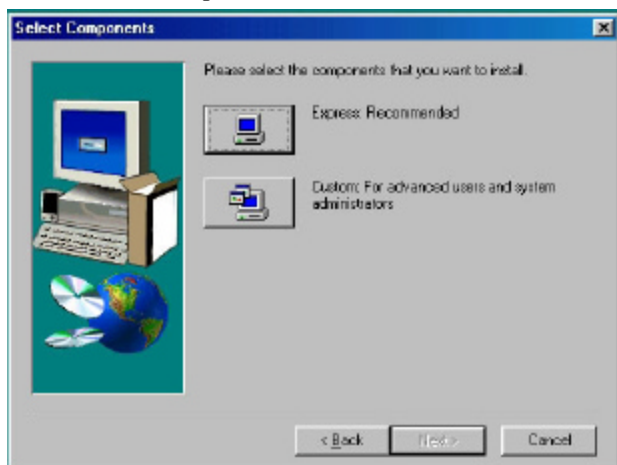 Select Components
Please select the components that you want to install.
Express: Recommended
Custom: For advanced users and system
administrators
< Back
Next >
Cancel